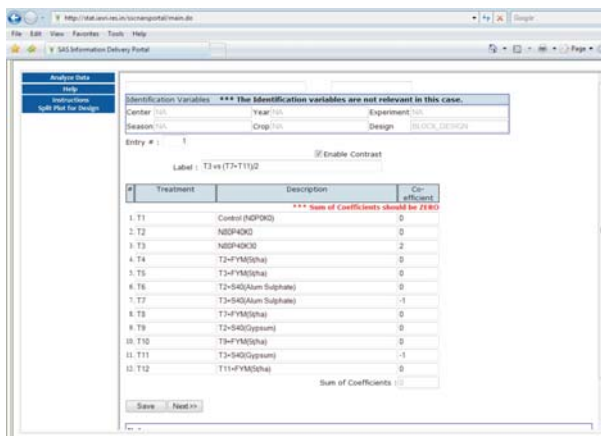 http://stat.iasri.res.in/sscnarsportal/main.do
Google
File Edit View Favorites Tools Help
SAS Information Delivery Portal
Page
Analyze Data
Help
Instructions
Split Plot for Design
Identification Variables *** The Identification variables are not relevant in this case.
Center NA Year NA Experiment NA
Season NA Crop NA Design BLOCK_DESIGN
Entry # : 1
Enable Contrast
Label : T3 vs (T7+T11)/2
# Treatment Description Co-efficient
*** Sum of Coefficients should be ZERO
1. T1 Control (N0P0K0) 0
2. T2 N80P40K0 0
3. T3 N80P40K30 2
4. T4 T2+FYM(5t/ha) 0
5. T5 T3+FYM(5t/ha) 0
6. T6 T2+S40(Alum Sulphate) 0
7. T7 T3+S40(Alum Sulphate) -1
8. T8 T7+FYM(5t/ha) 0
9. T9 T2+S40(Gypsum) 0
10. T10 T9+FYM(5t/ha) 0
11. T11 T3+S40(Gypsum) -1
12. T12 T11+FYM(5t/ha) 0
Sum of Coefficients : 0
Save Next >>